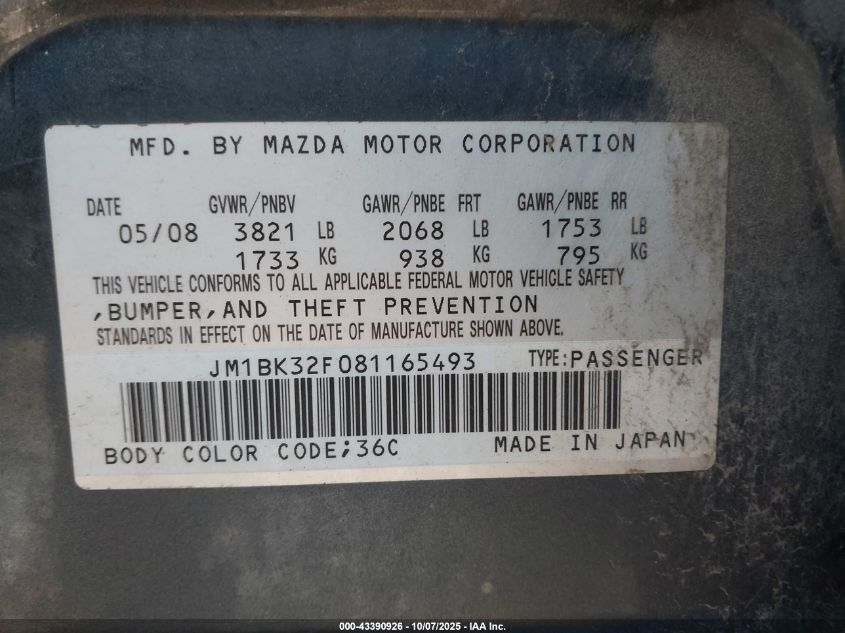 MFD. BY MAZDA MOTOR CORPORATION
DATE GVWR/PNBV GAWR/PNBE FRT GAWR/PNBE RR
05/08 3821 LB 2068 LB 1753 LB
1733 KG 938 KG 795 KG
THIS VEHICLE CONFORMS TO ALL APPLICABLE FEDERAL MOTOR VEHICLE SAFETY
,BUMPER,AND THEFT PREVENTION
STANDARDS IN EFFECT ON THE DATE OF MANUFACTURE SHOWN ABOVE.
JM1BK32F081165493 TYPE:PASSENGER
BODY COLOR CODE;36C MADE IN JAPAN
000-43390926 - 10/07/2025 - IAA Inc.